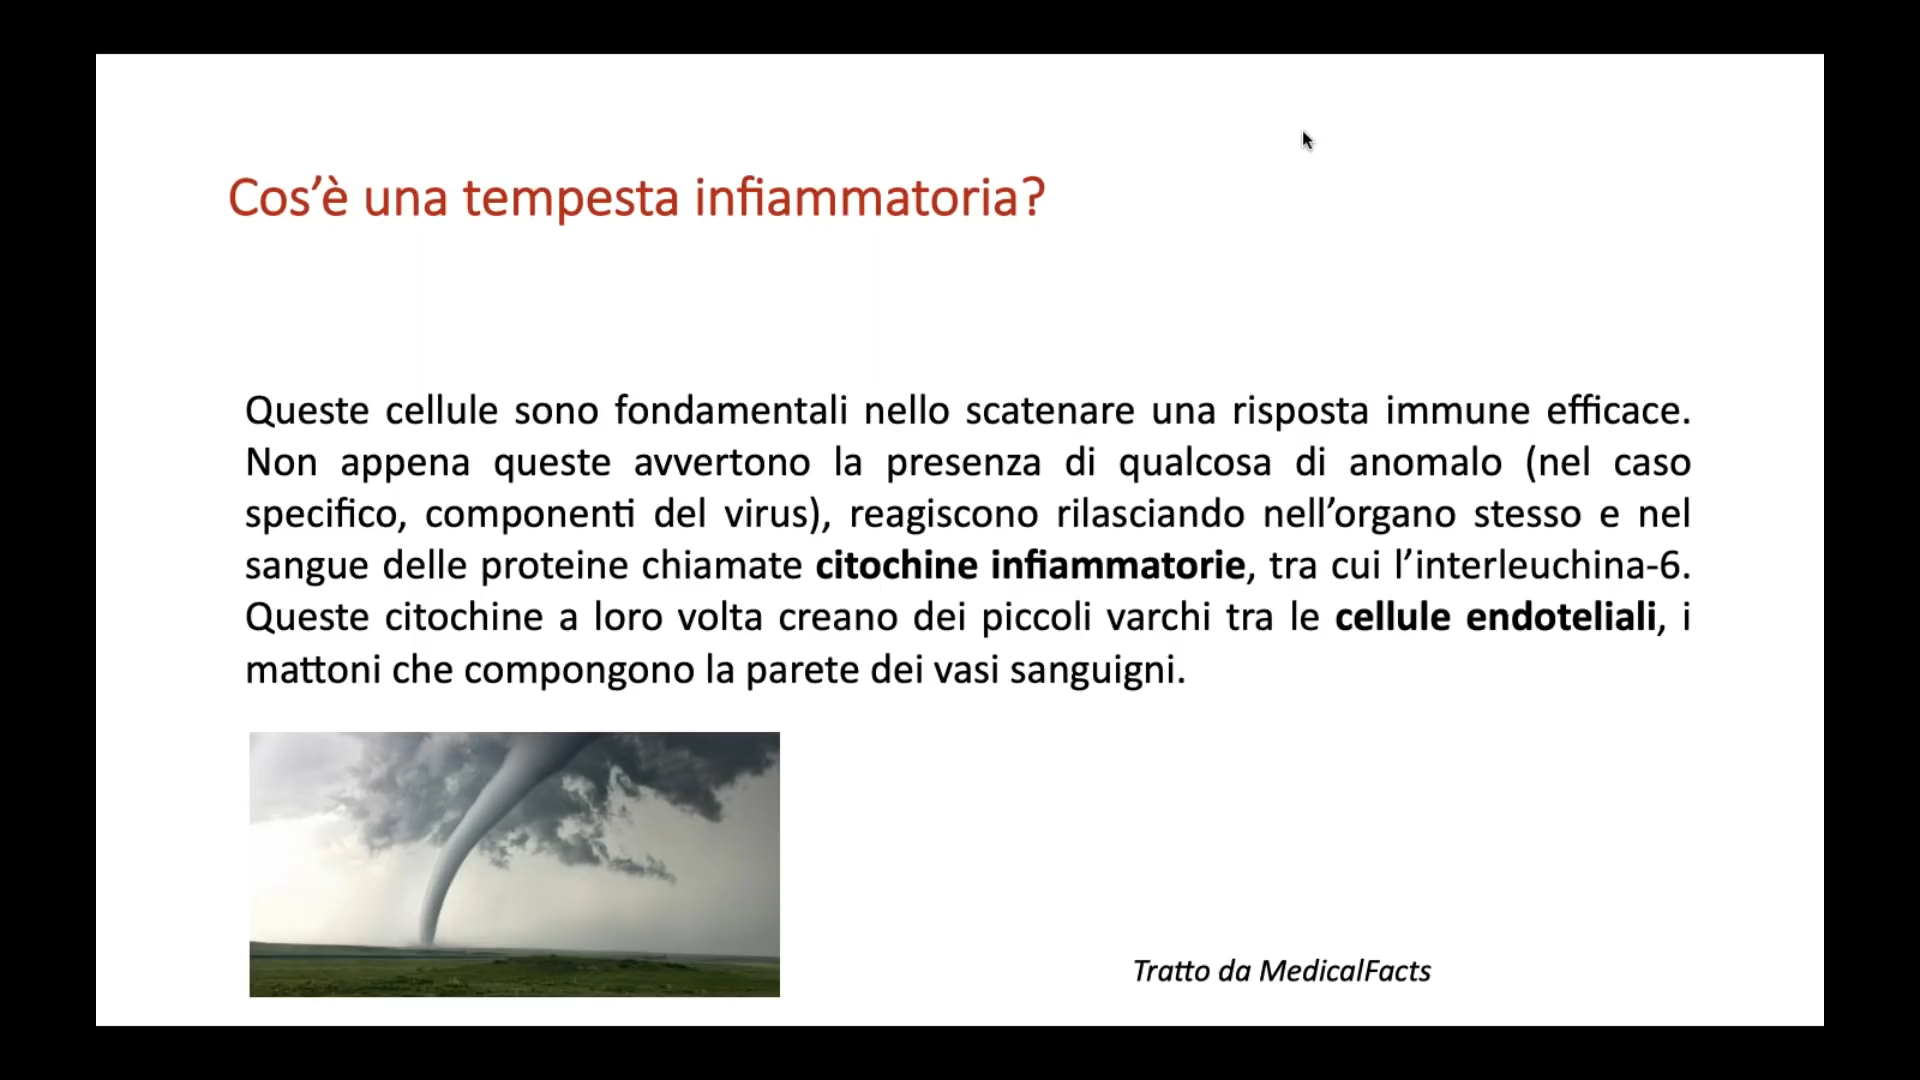 Cos’è una tempesta infiammatoria?
Queste cellule sono fondamentali nello scatenare una risposta immune efficace.
Non appena queste avvertono la presenza di qualcosa di anomalo (nel caso
specifico, componenti del virus), reagiscono rilasciando nell’organo stesso e nel
sangue delle proteine chiamate citochine infiammatorie, tra cui l’interleuchina-6.
Queste citochine a loro volta creano dei piccoli varchi tra le cellule endoteliali, i
mattoni che compongono la parete dei vasi sanguigni.
Tratto da MedicalFacts